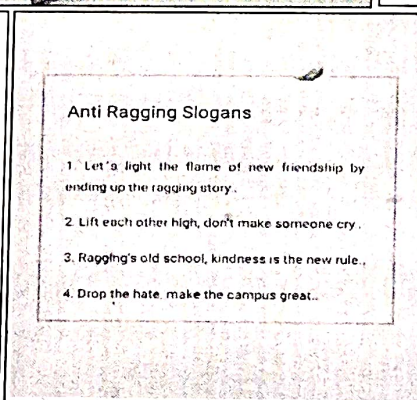 Anti Ragging Slogans
1. Let's light the flame of new friendship by
ending up the ragging story.
2. Lift each other high, don't make someone cry.
3. Ragging's old school, kindness is the new rule..
4. Drop the hate, make the campus great..